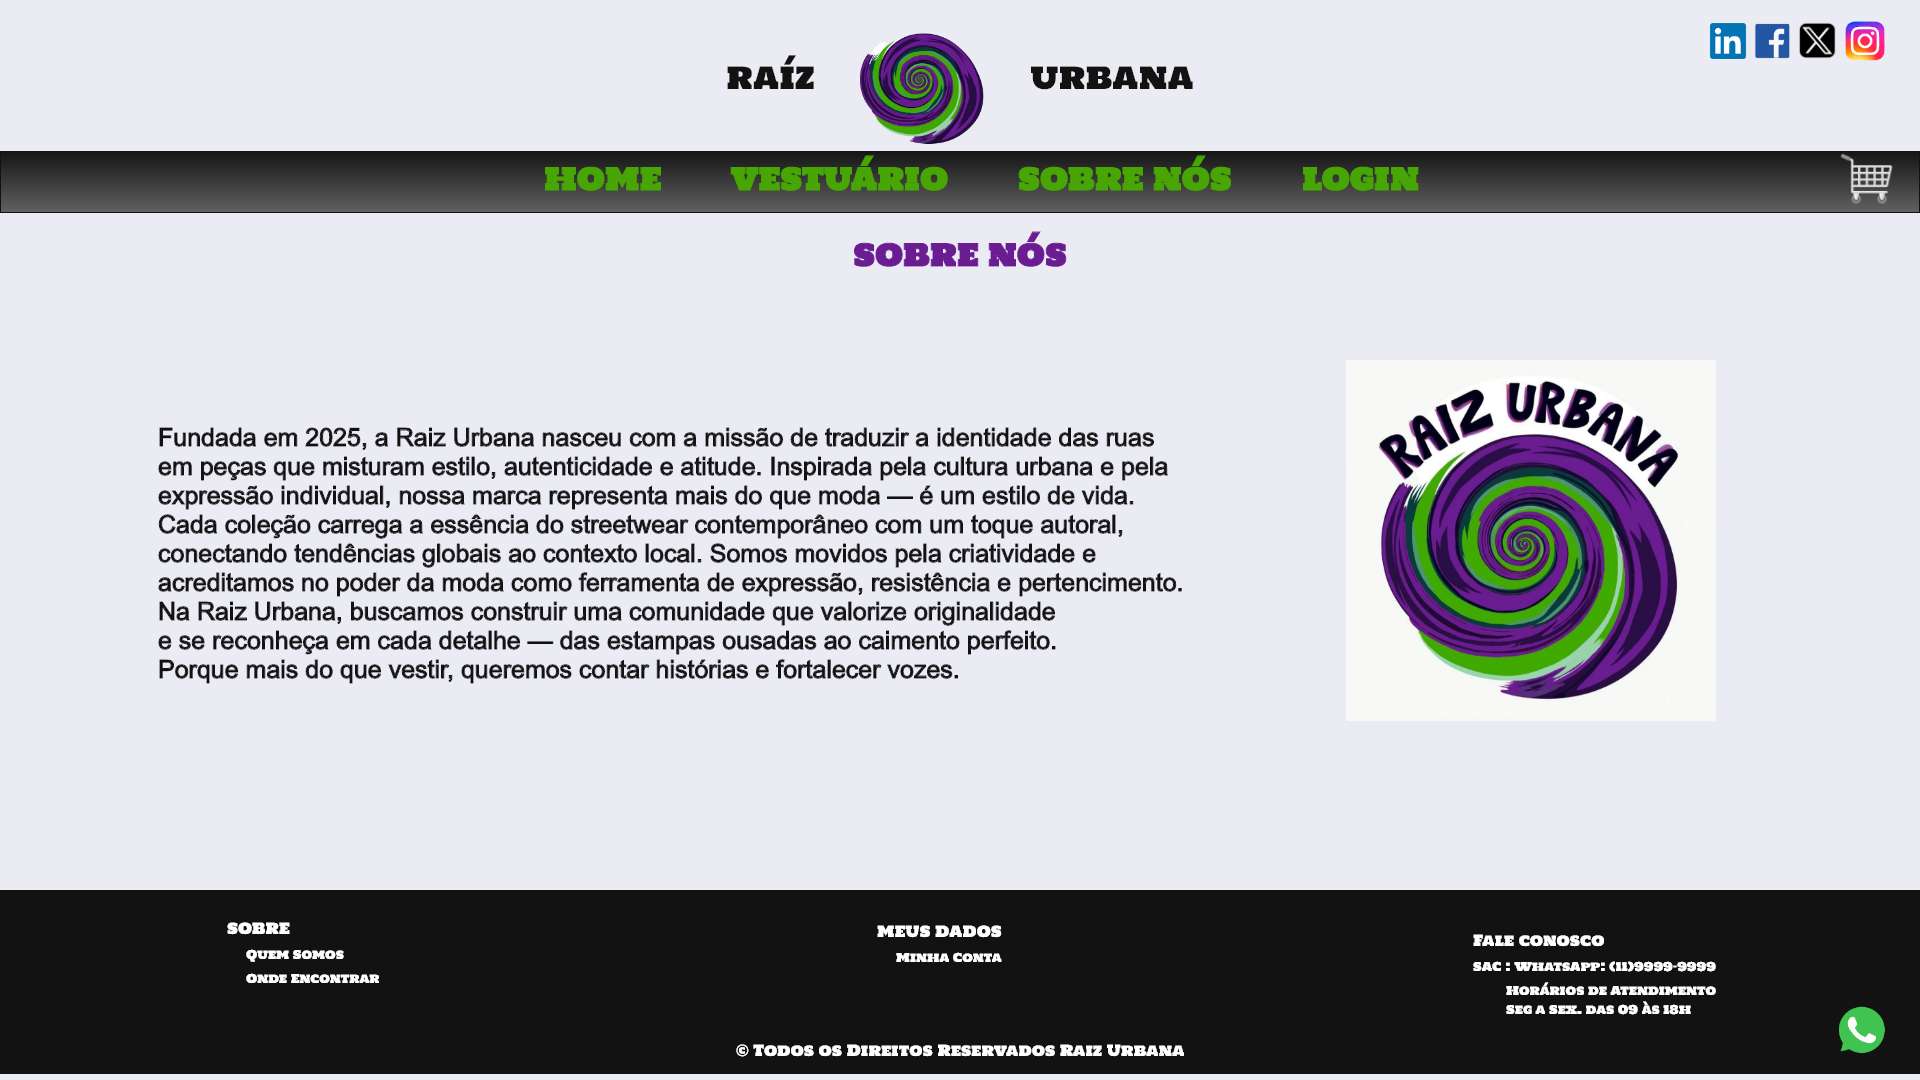 RAÍZ URBANA
HOME VESTUÁRIO SOBRE NÓS LOGIN
SOBRE NÓS
Fundada em 2025, a Raiz Urbana nasceu com a missão de traduzir a identidade das ruas
em peças que misturam estilo, autenticidade e atitude. Inspirada pela cultura urbana e pela
expressão individual, nossa marca representa mais do que moda — é um estilo de vida.
Cada coleção carrega a essência do streetwear contemporâneo com um toque autoral,
conectando tendências globais ao contexto local. Somos movidos pela criatividade e
acreditamos no poder da moda como ferramenta de expressão, resistência e pertencimento.
Na Raiz Urbana, buscamos construir uma comunidade que valorize originalidade
e se reconheça em cada detalhe — das estampas ousadas ao caimento perfeito.
Porque mais do que vestir, queremos contar histórias e fortalecer vozes.
RAIZ URBANA
SOBRE
Quem Somos
Onde Encontrar
MEUS DADOS
Minha Conta
Fale conosco
SAC : WhatsApp: (11)9999-9999
Horários de Atendimento
seg a sex. das 09 às 18h
© Todos os Direitos Reservados Raiz Urbana